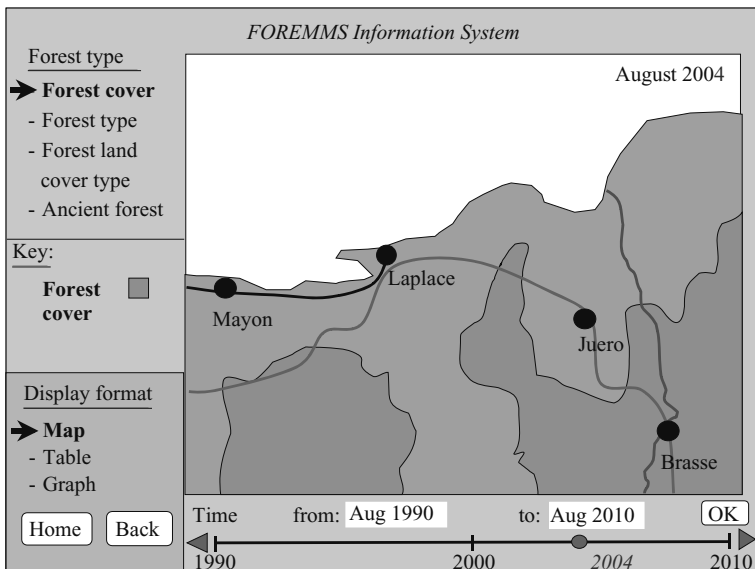 FOREMMS Information System
Forest type
Forest cover
- Forest type
- Forest land
cover type
- Ancient forest
Key:
Forest
cover
Display format
Map
- Table
- Graph
Home Back
August 2004
Laplace
Mayon
Juero
Brasse
Time from: Aug 1990 to: Aug 2010 OK
1990 2000 2004 2010